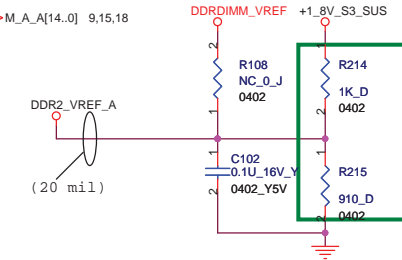 M_A_A[14..0] 9,15,18
DDRDIMM_VREF
+1_8V_S3_SUS
2
1
R108
NC_0_J
0402
1
R214
1K_D
0402
2
DDR2_VREF_A
1
C102
0.1U_16V_Y
0402_Y5V
2
1
R215
910_D
0402
2
(20 mil)